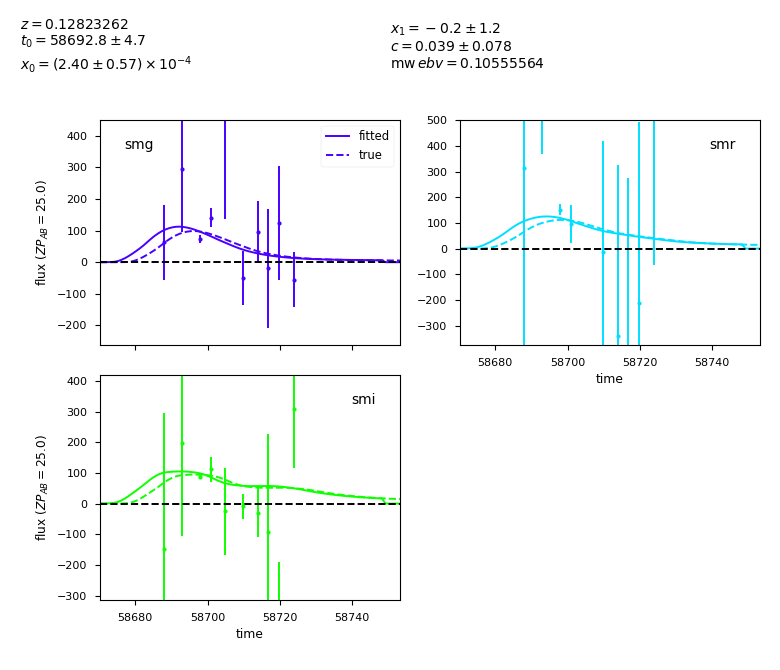 z = 0.12823262
t₀ = 58692.8 ± 4.7
x₀ = (2.40 ± 0.57) × 10⁻⁴
x₁ = −0.2 ± 1.2
c = 0.039 ± 0.078
mw ebv = 0.10555564
smg
fitted
true
flux (ZP_AB = 25.0)
400
300
200
100
0
−100
−200
smr
500
400
300
200
100
0
−100
−200
−300
58680 58700 58720 58740
time
smi
flux (ZP_AB = 25.0)
400
300
200
100
0
−100
−200
−300
58680 58700 58720 58740
time